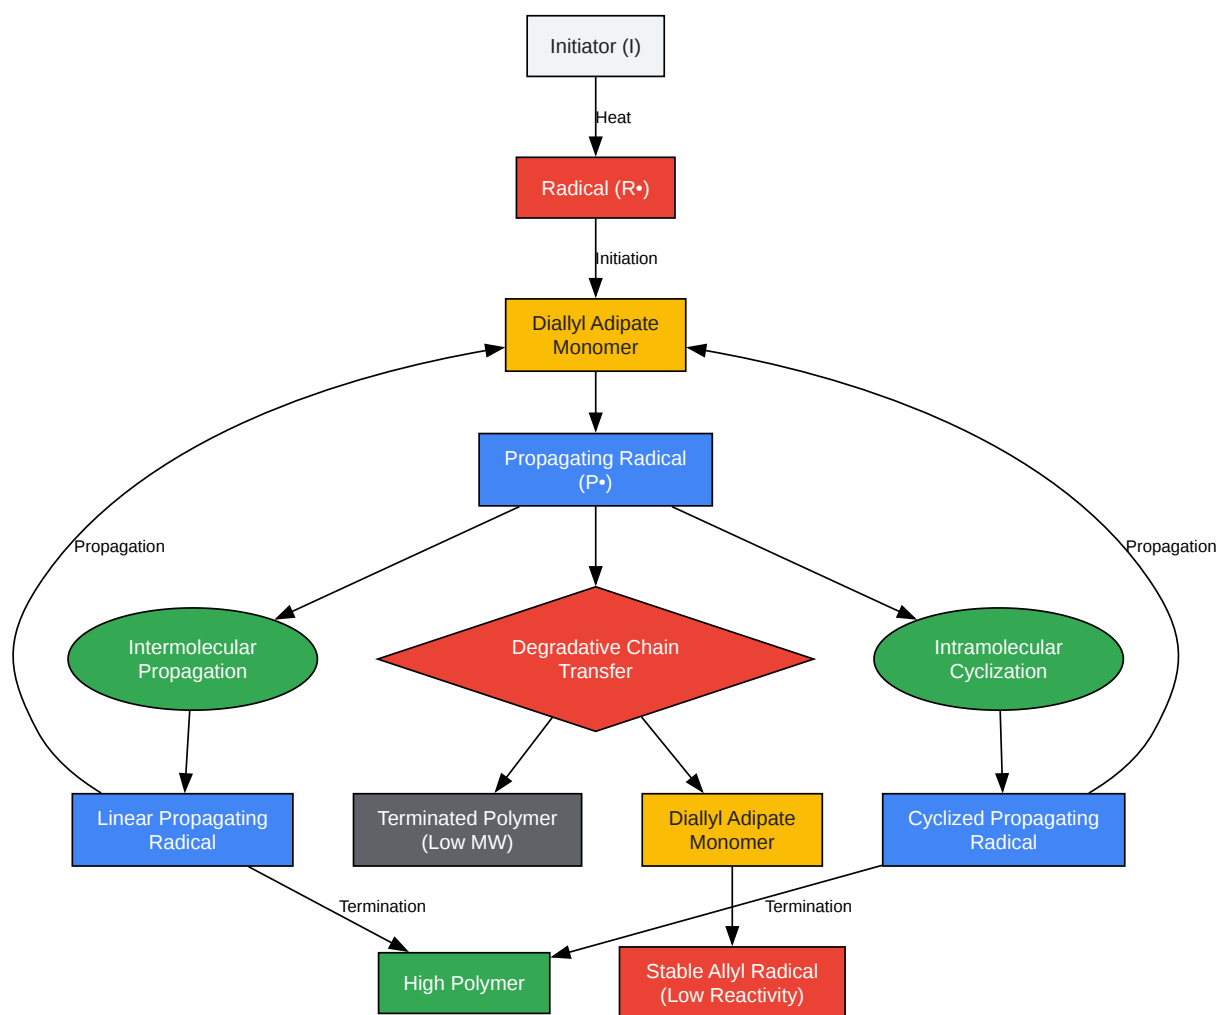 Initiator (I)
Heat
Radical (R•)
Initiation
Diallyl Adipate
Monomer
Propagating Radical
(P•)
Propagation
Propagation
Intermolecular
Propagation
Degradative Chain
Transfer
Intramolecular
Cyclization
Linear Propagating
Radical
Terminated Polymer
(Low MW)
Diallyl Adipate
Monomer
Cyclized Propagating
Radical
Termination
Termination
High Polymer
Stable Allyl Radical
(Low Reactivity)